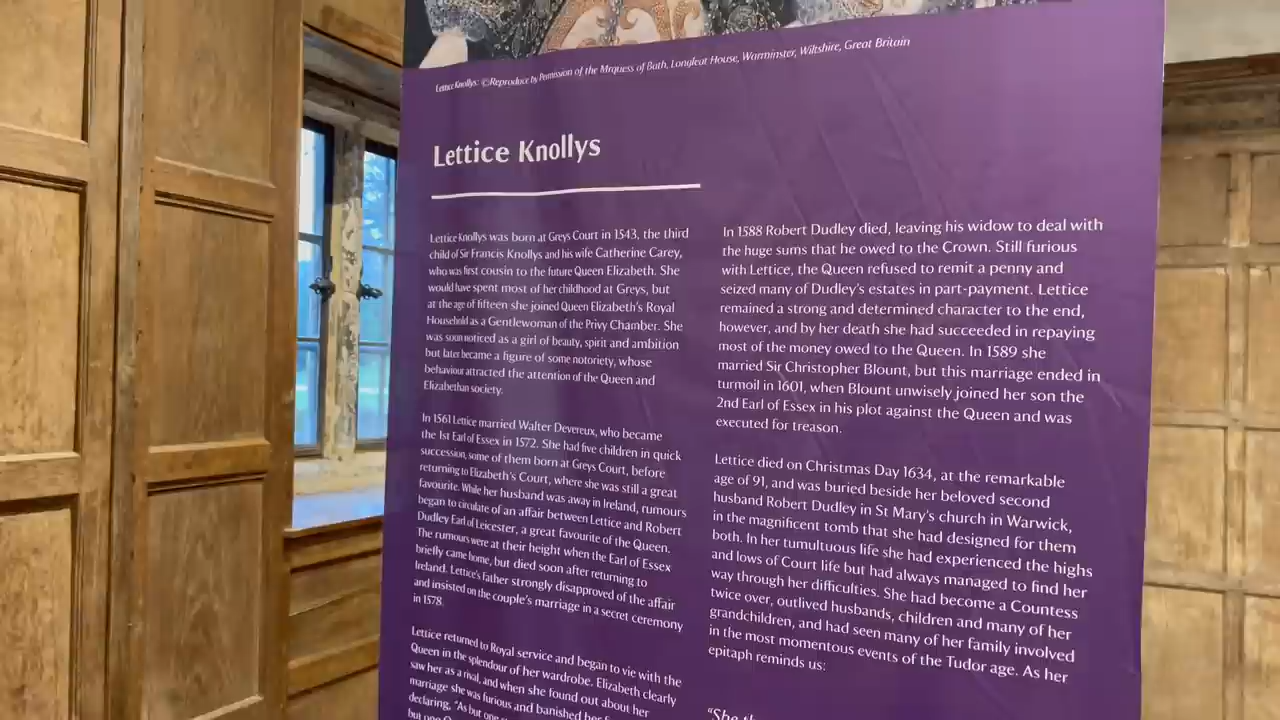 Lettice Knollys: ©Reproduce by Permission of the Mrquess of Bath, Longleat House, Warminster, Wiltshire, Great Britain
Lettice Knollys
Lettice Knollys was born at Greys Court in 1543, the third
child of Sir Francis Knollys and his wife Catherine Carey,
who was first cousin to the future Queen Elizabeth. She
would have spent most of her childhood at Greys, but
at the age of fifteen she joined Queen Elizabeth's Royal
Household as a Gentlewoman of the Privy Chamber. She
was soon noticed as a girl of beauty, spirit and ambition
but later became a figure of some notoriety, whose
behaviour attracted the attention of the Queen and
Elizabethan society.
In 1561 Lettice married Walter Devereux, who became
the 1st Earl of Essex in 1572. She had five children in quick
succession, some of them born at Greys Court, before
returning to Elizabeth's Court, where she was still a great
favourite. While her husband was away in Ireland, rumours
began to circulate of an affair between Lettice and Robert
Dudley Earl of Leicester, a great favourite of the Queen.
The rumours were at their height when the Earl of Essex
briefly came home, but died soon after returning to
Ireland. Lettice's Father strongly disapproved of the affair
and insisted on the couple's marriage in a secret ceremony
in 1578.
Lettice returned to Royal service and began to vie with the
Queen in the splendour of her wardrobe. Elizabeth clearly
saw her as a rival, and when she found out about her
marriage she was furious and banished her
declaring, "As but one
but one
In 1588 Robert Dudley died, leaving his widow to deal with
the huge sums that he owed to the Crown. Still furious
with Lettice, the Queen refused to remit a penny and
seized many of Dudley's estates in part-payment. Lettice
remained a strong and determined character to the end,
however, and by her death she had succeeded in repaying
most of the money owed to the Queen. In 1589 she
married Sir Christopher Blount, but this marriage ended in
turmoil in 1601, when Blount unwisely joined her son the
2nd Earl of Essex in his plot against the Queen and was
executed for treason.
Lettice died on Christmas Day 1634, at the remarkable
age of 91, and was buried beside her beloved second
husband Robert Dudley in St Mary's church in Warwick,
in the magnificent tomb that she had designed for them
both. In her tumultuous life she had experienced the highs
and lows of Court life but had always managed to find her
way through her difficulties. She had become a Countess
twice over, outlived husbands, children and many of her
grandchildren, and had seen many of her family involved
in the most momentous events of the Tudor age. As her
epitaph reminds us:
"She